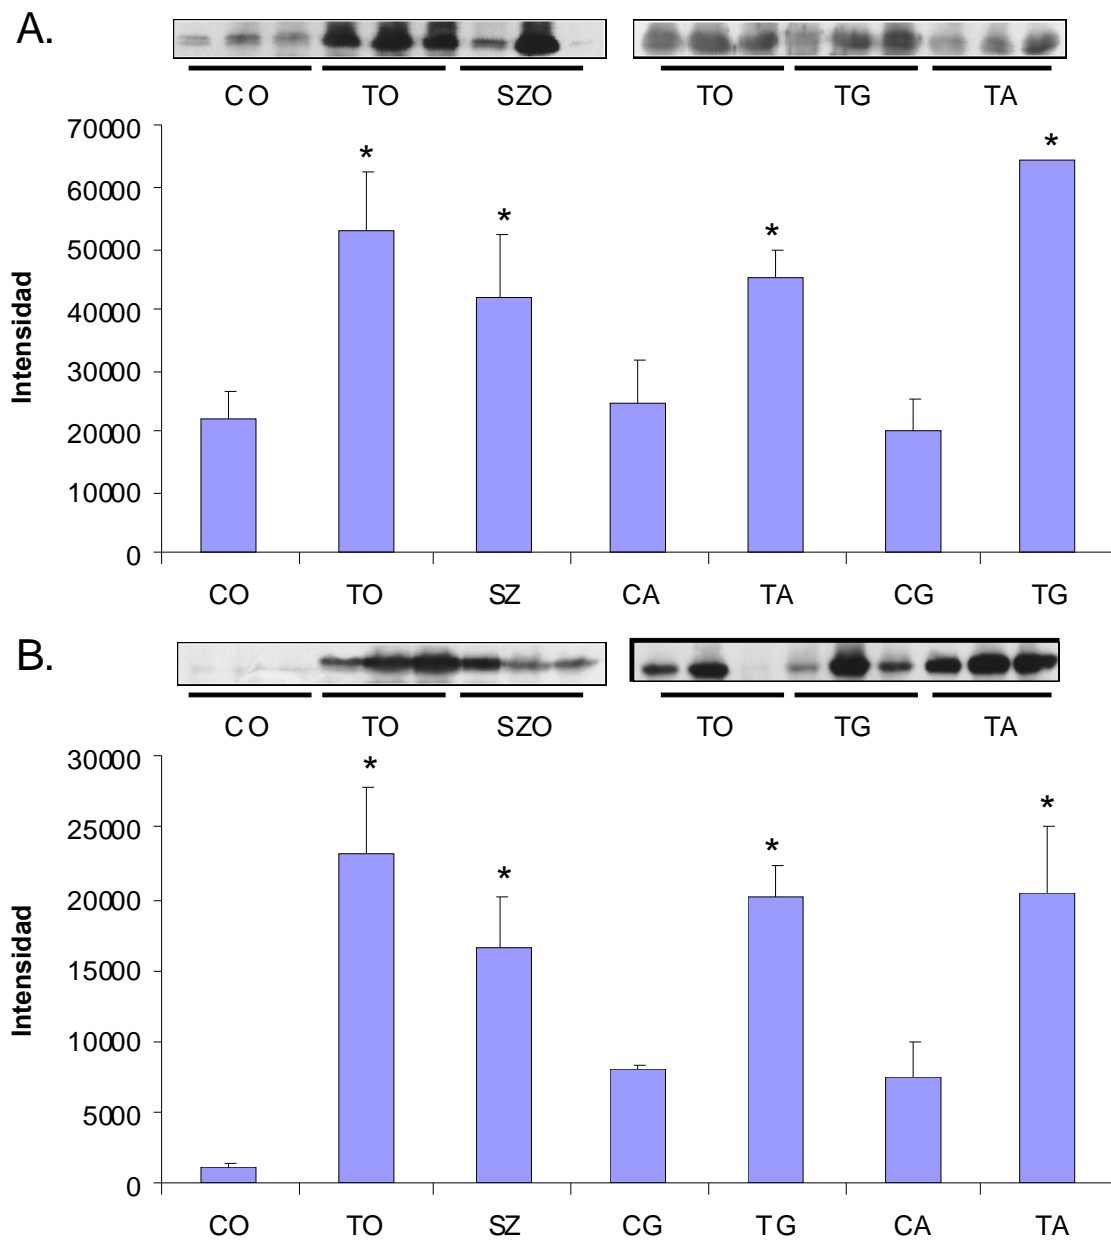 A.
CO TO SZO TO TG TA
Intensidad
70000
60000
50000
40000
30000
20000
10000
0
* * * *
CO TO SZ CA TA CG TG
B.
CO TO SZO TO TG TA
Intensidad
30000
25000
20000
15000
10000
5000
0
* * * *
CO TO SZ CG TG CA TA